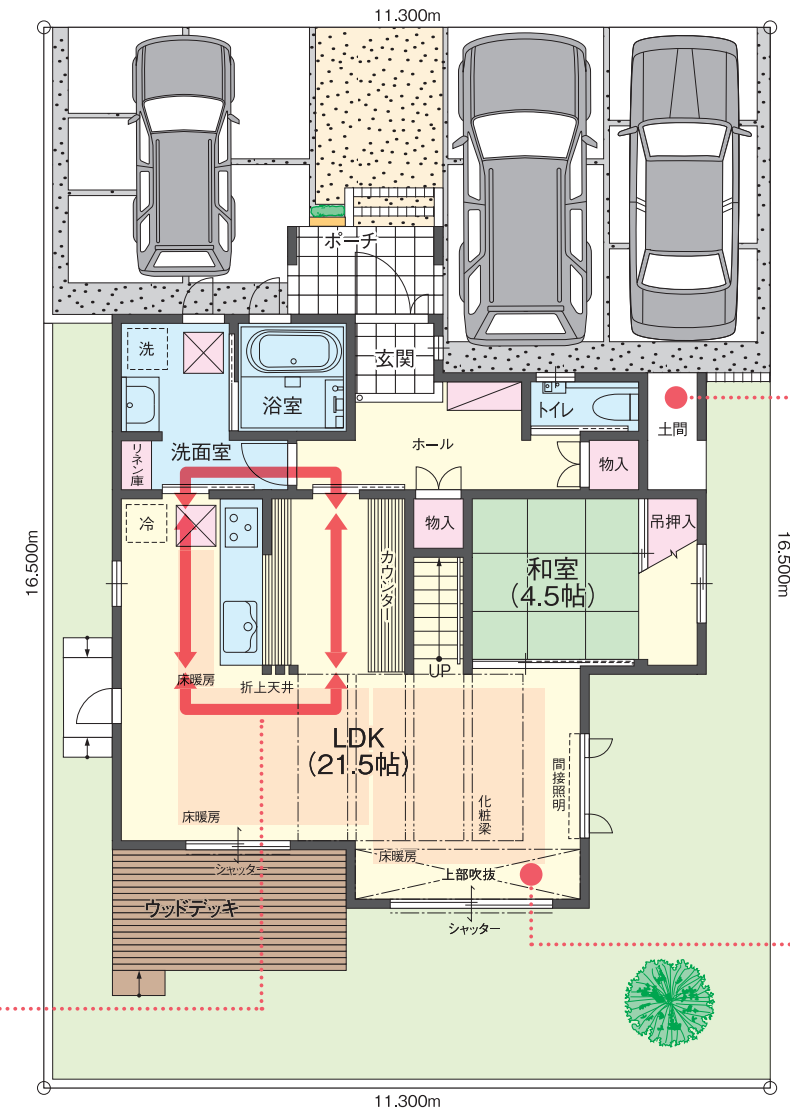 11.300m
ポーチ
玄関
洗
浴室
トイレ
土間
洗面室
ホール
リネン庫
物入
冷
物入
吊押入
カウンター
和室
(4.5帖)
16.500m
16.500m
UP
床暖房
折上天井
LDK
(21.5帖)
間接照明
化粧梁
床暖房
床暖房
シャッター
上部吹抜
ウッドデッキ
シャッター
11.300m